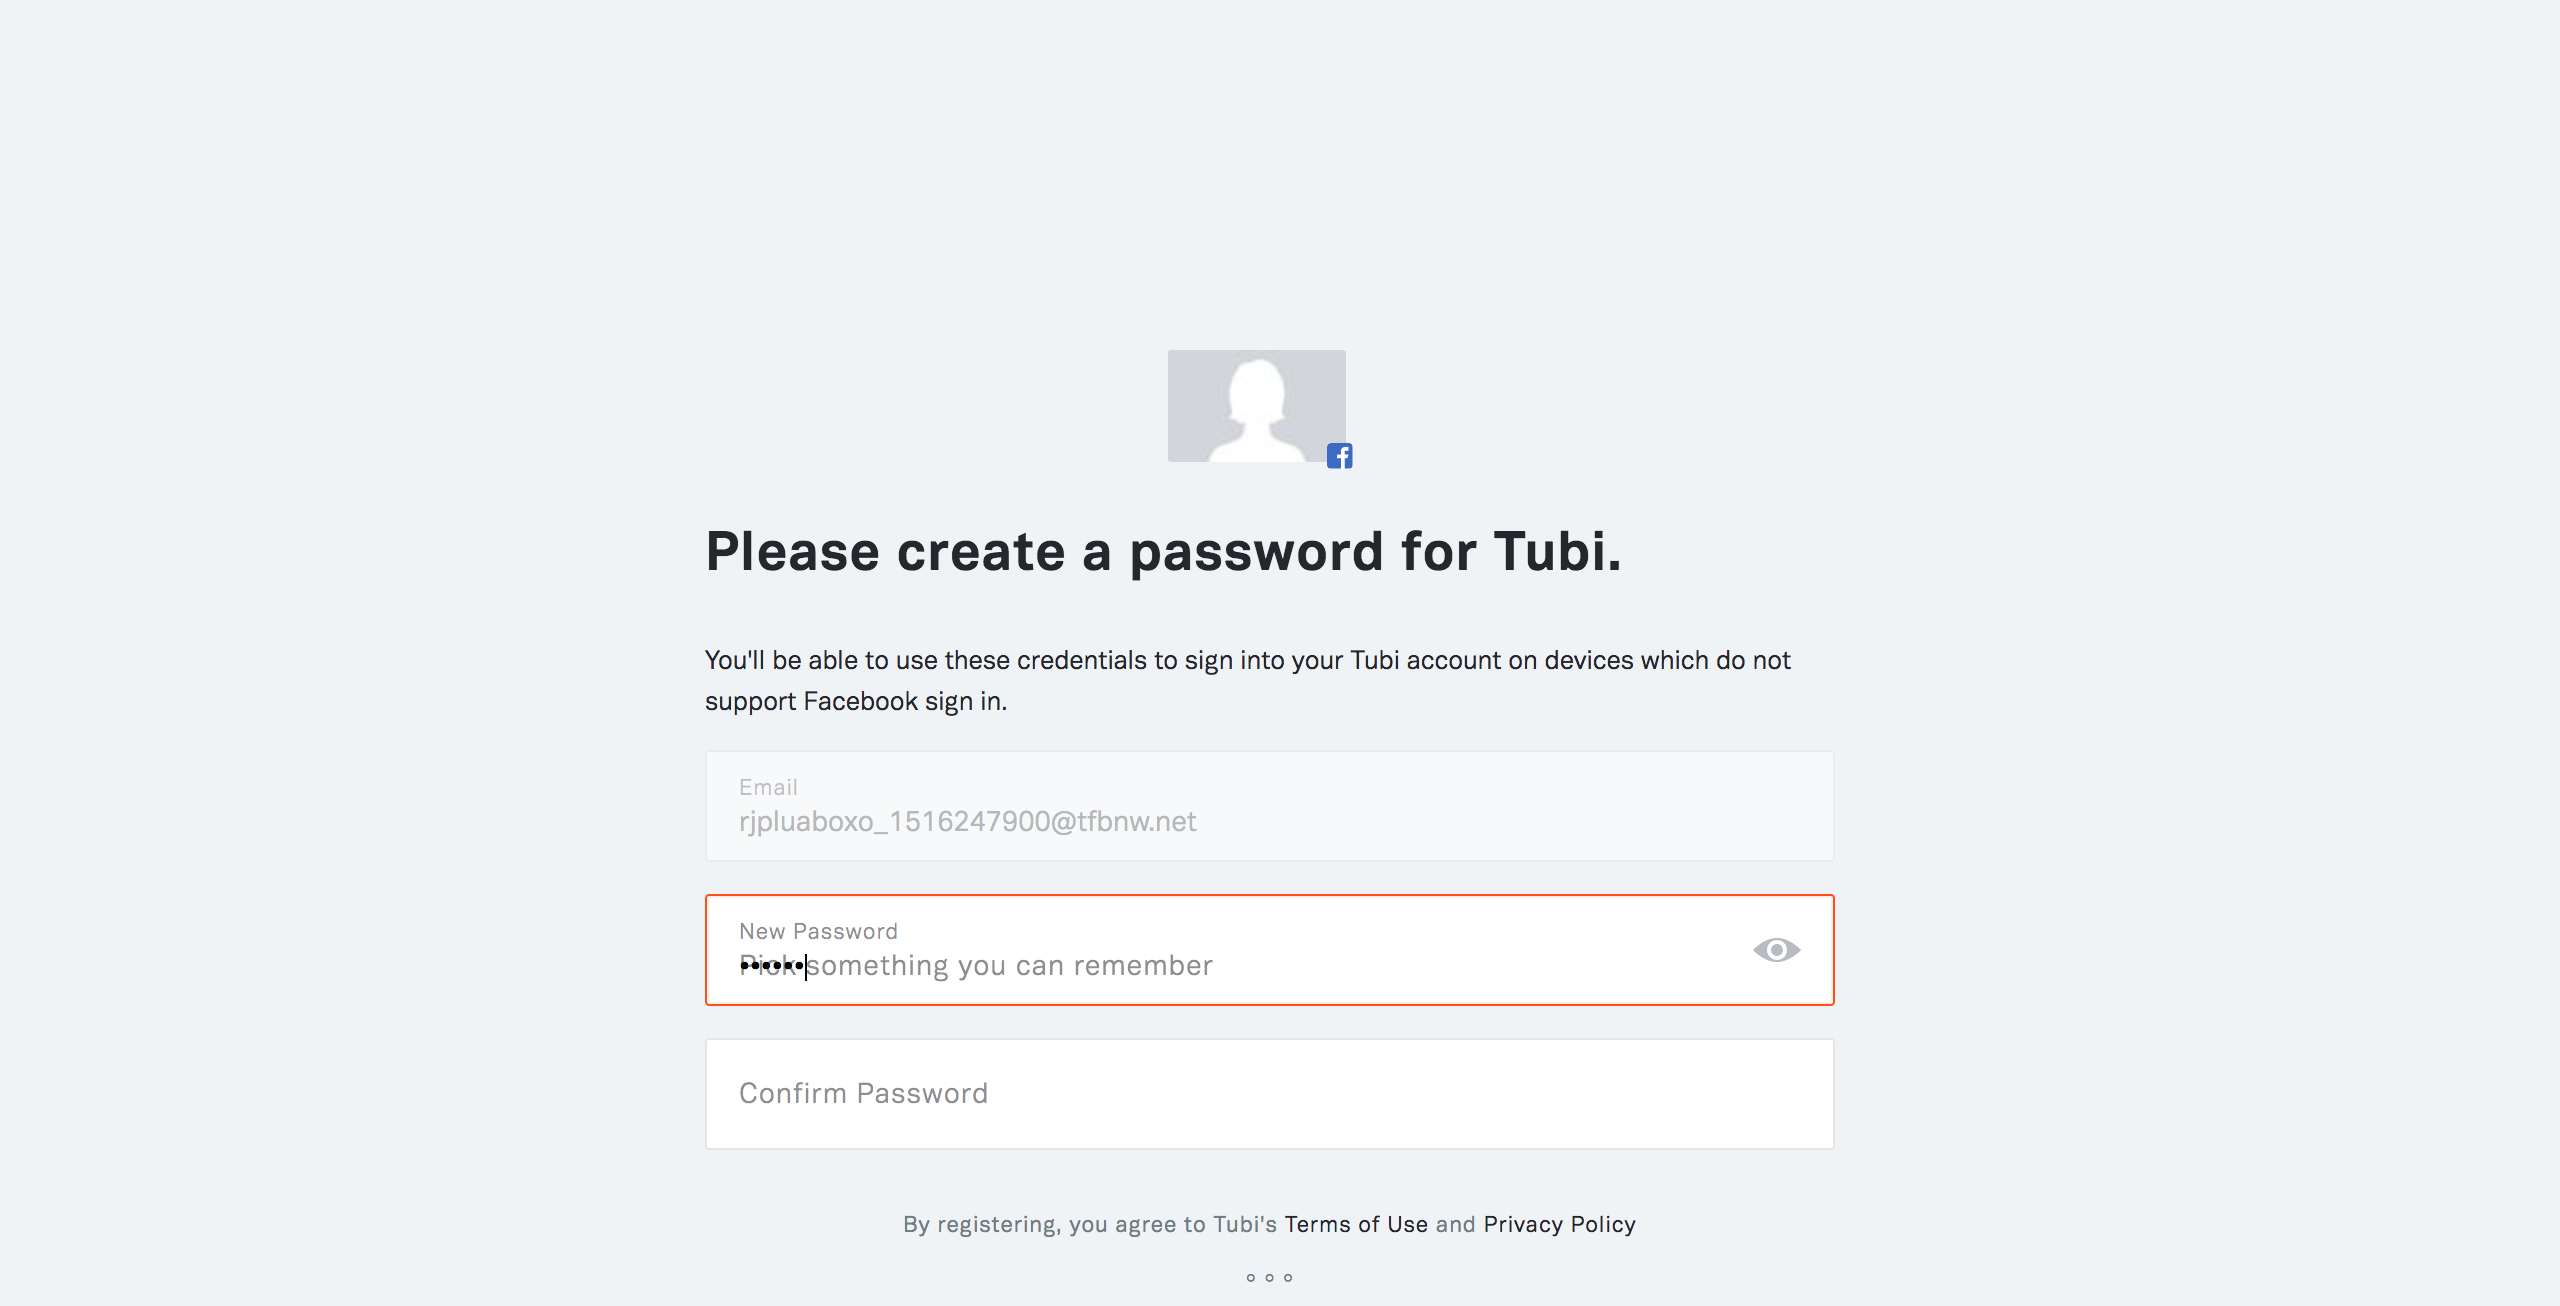 Please create a password for Tubi.
You'll be able to use these credentials to sign into your Tubi account on devices which do not
support Facebook sign in.
Email
rjpluaboxo_1516247900@tfbnw.net
New Password
Pick something you can remember
Confirm Password
By registering, you agree to Tubi's Terms of Use and Privacy Policy